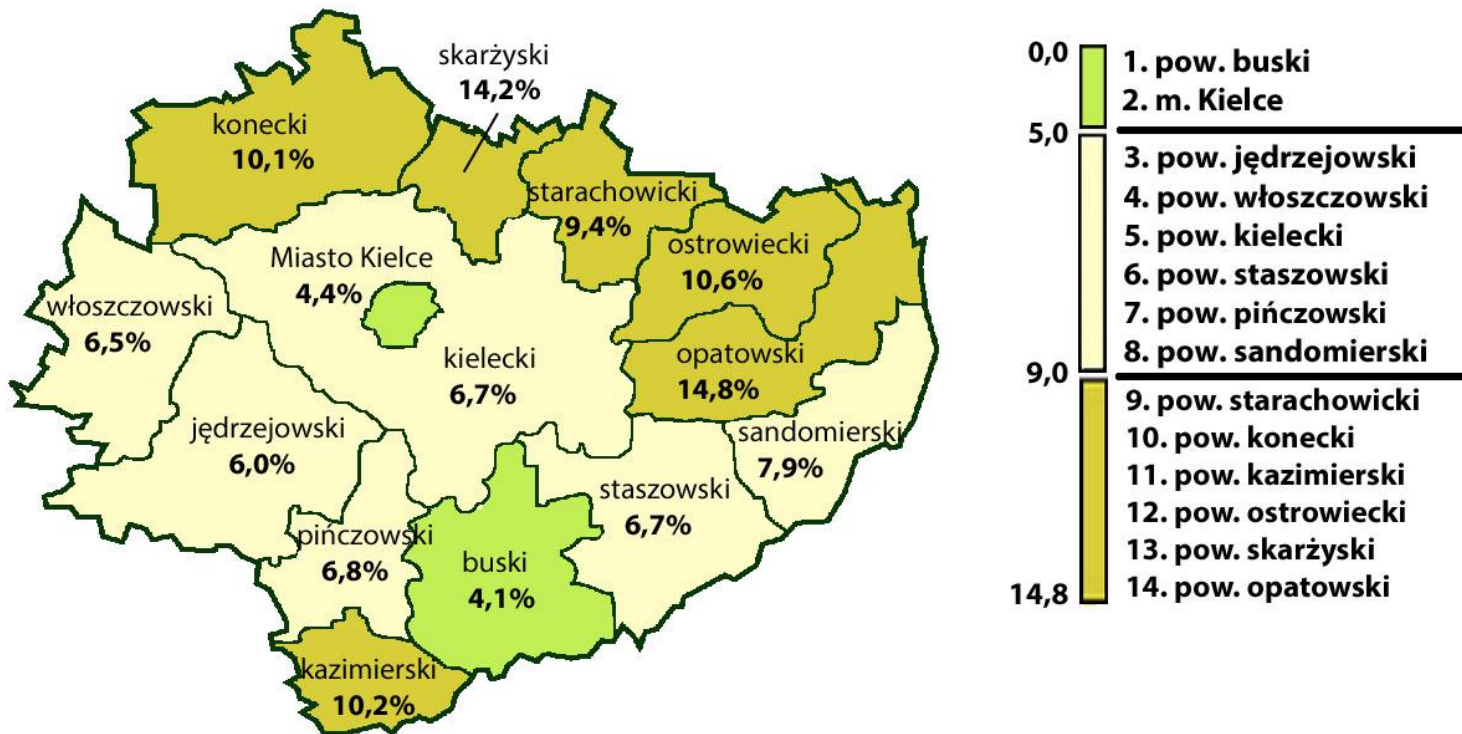 skarżyski
14,2%
konecki
10,1%
starachowicki
9,4%
ostrowiecki
10,6%
Miasto Kielce
4,4%
włoszczowski
6,5%
kielecki
6,7%
opatowski
14,8%
jędrzejowski
6,0%
sandomierski
7,9%
staszowski
6,7%
pińczowski
6,8%
buski
4,1%
kazimierski
10,2%
0,0
1. pow. buski
2. m. Kielce
5,0
3. pow. jędrzejowski
4. pow. włoszczowski
5. pow. kielecki
6. pow. staszowski
7. pow. pińczowski
8. pow. sandomierski
9,0
9. pow. starachowicki
10. pow. konecki
11. pow. kazimierski
12. pow. ostrowiecki
13. pow. skarżyski
14. pow. opatowski
14,8